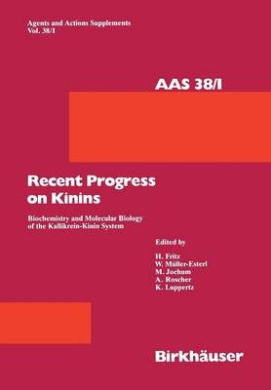 Agents and Actions Supplements
Vol. 38/I
AAS 38/I
Recent Progress
on Kinins
Biochemistry and Molecular Biology
of the Kallikrein-Kinin System
Edited by
H. Fritz
W. Müller-Esterl
M. Jochum
A. Roscher
K. Luppertz
Birkhäuser